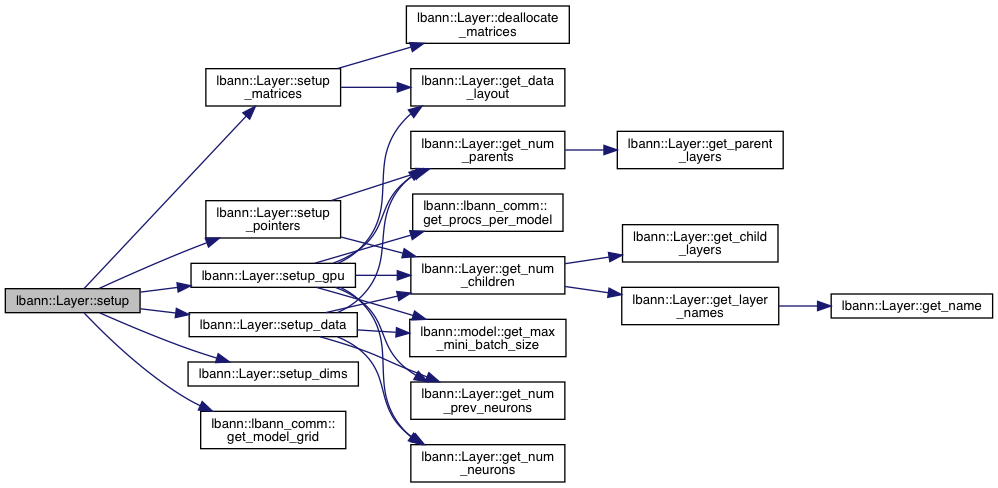 lbann::Layer::setup
lbann::Layer::setup
_matrices
lbann::Layer::setup
_pointers
lbann::Layer::setup_gpu
lbann::Layer::setup_data
lbann::Layer::setup_dims
lbann::lbann_comm::
get_model_grid
lbann::Layer::deallocate
_matrices
lbann::Layer::get_data
_layout
lbann::Layer::get_num
_parents
lbann::lbann_comm::
get_procs_per_model
lbann::Layer::get_num
_children
lbann::model::get_max
_mini_batch_size
lbann::Layer::get_num
_prev_neurons
lbann::Layer::get_num
_neurons
lbann::Layer::get_parent
_layers
lbann::Layer::get_child
_layers
lbann::Layer::get_layer
_names
lbann::Layer::get_name